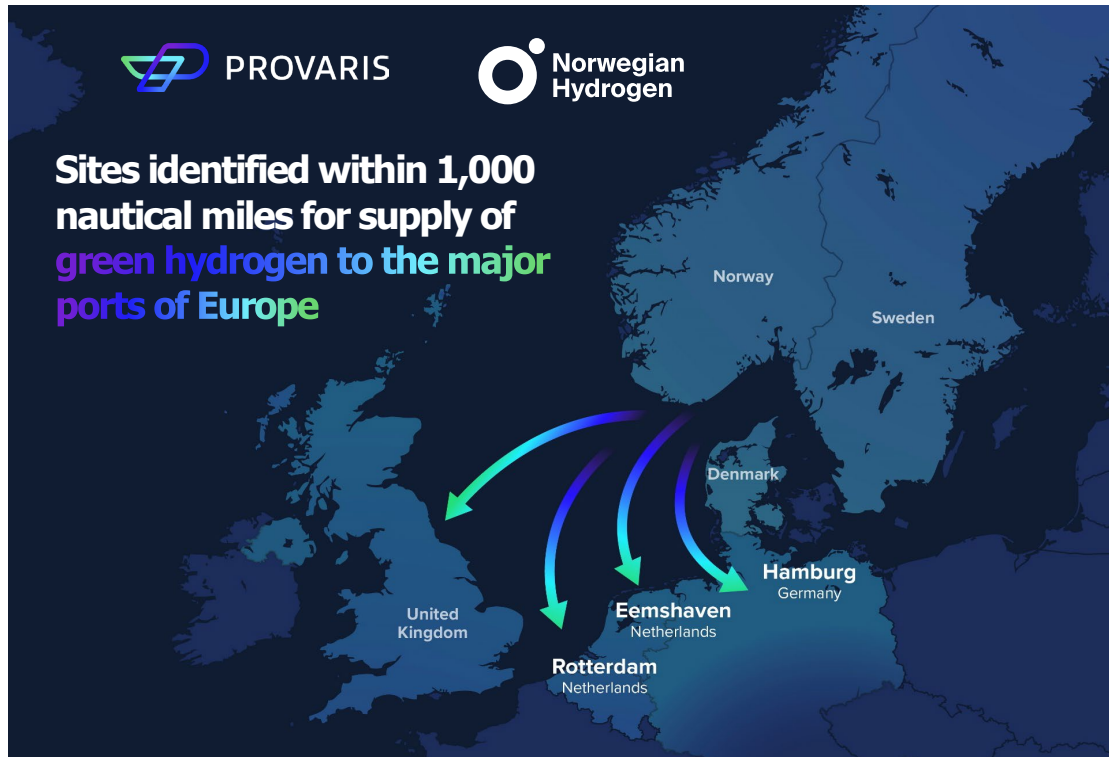 PROVARIS
Norwegian
Hydrogen
Sites identified within 1,000
nautical miles for supply of
green hydrogen to the major
ports of Europe
Norway
Sweden
Denmark
Hamburg
Germany
United
Kingdom
Eemshaven
Netherlands
Rotterdam
Netherlands